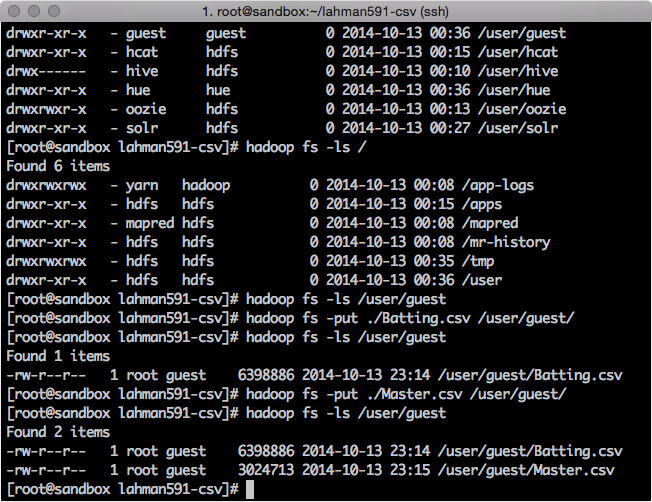 1. root@sandbox:~/lahman591-csv (ssh)
drwxr-xr-x   - guest    guest             0 2014-10-13 00:36 /user/guest
drwxr-xr-x   - hcat     hdfs              0 2014-10-13 00:15 /user/hcat
drwx------   - hive     hdfs              0 2014-10-13 00:10 /user/hive
drwxr-xr-x   - hue      hue               0 2014-10-13 00:36 /user/hue
drwxrwxr-x   - oozie    hdfs              0 2014-10-13 00:13 /user/oozie
drwxr-xr-x   - solr     hdfs              0 2014-10-13 00:27 /user/solr
[root@sandbox lahman591-csv]# hadoop fs -ls /
Found 6 items
drwxrwxrwx   - yarn   hadoop          0 2014-10-13 00:08 /app-logs
drwxr-xr-x   - hdfs   hdfs            0 2014-10-13 00:15 /apps
drwxr-xr-x   - mapred hdfs            0 2014-10-13 00:08 /mapred
drwxr-xr-x   - hdfs   hdfs            0 2014-10-13 00:08 /mr-history
drwxrwxrwx   - hdfs   hdfs            0 2014-10-13 00:35 /tmp
drwxr-xr-x   - hdfs   hdfs            0 2014-10-13 00:36 /user
[root@sandbox lahman591-csv]# hadoop fs -ls /user/guest
[root@sandbox lahman591-csv]# hadoop fs -put ./Batting.csv /user/guest/
[root@sandbox lahman591-csv]# hadoop fs -ls /user/guest
Found 1 items
-rw-r--r--   1 root guest    6398886 2014-10-13 23:14 /user/guest/Batting.csv
[root@sandbox lahman591-csv]# hadoop fs -put ./Master.csv /user/guest/
[root@sandbox lahman591-csv]# hadoop fs -ls /user/guest
Found 2 items
-rw-r--r--   1 root guest    6398886 2014-10-13 23:14 /user/guest/Batting.csv
-rw-r--r--   1 root guest    3024713 2014-10-13 23:15 /user/guest/Master.csv
[root@sandbox lahman591-csv]#